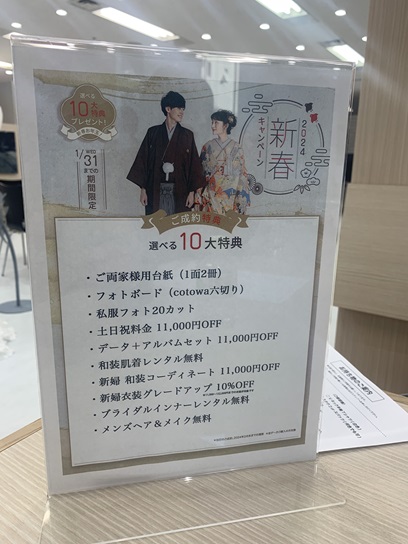 選べる
10大特典
プレゼント!
1/31 WED
までの
期間限定
2024
新春
キャンペーン
ご成約特典
選べる10大特典
・ご両家様用台紙（1面2冊）
・フォトボード（cotowa六切り）
・私服フォト20カット
・土日祝料金 11,000円OFF
・データ＋アルバムセット 11,000円OFF
・和装肌着レンタル無料
・新婦 和装コーディネート 11,000円OFF
・新婦衣装グレードアップ 10%OFF
・ブライダルインナーレンタル無料
・メンズヘア＆メイク無料